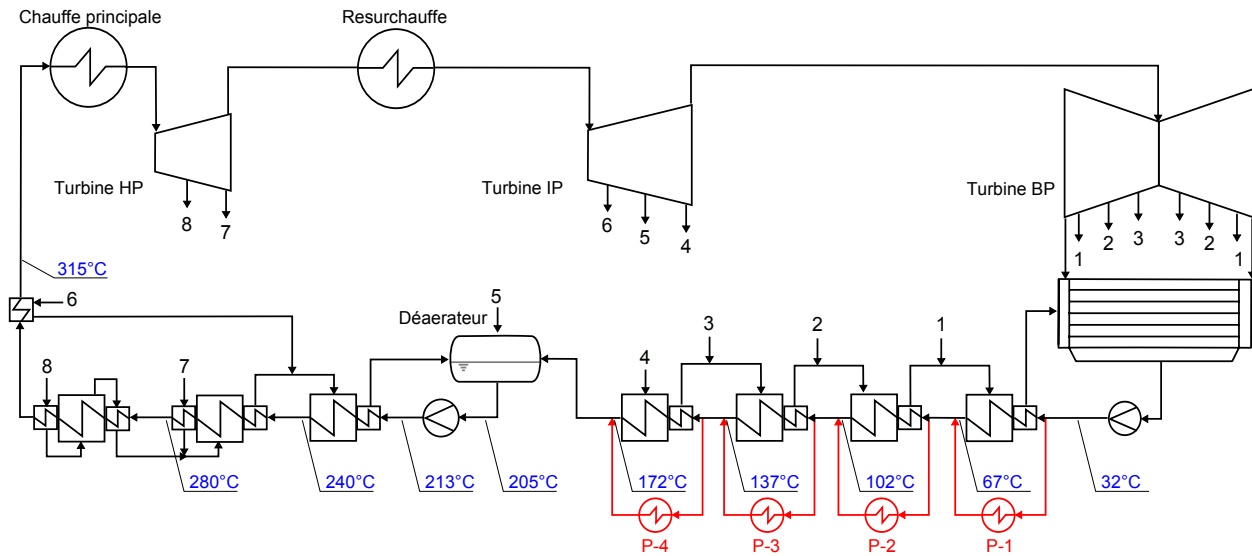 Chauffe principale
Resurchauffe
Turbine HP
Turbine IP
Turbine BP
8
7
6
5
4
1
2
3
3
2
1
315°C
6
5
Déaerateur
3
2
1
8
7
4
280°C
240°C
213°C
205°C
172°C
137°C
102°C
67°C
32°C
P-4
P-3
P-2
P-1